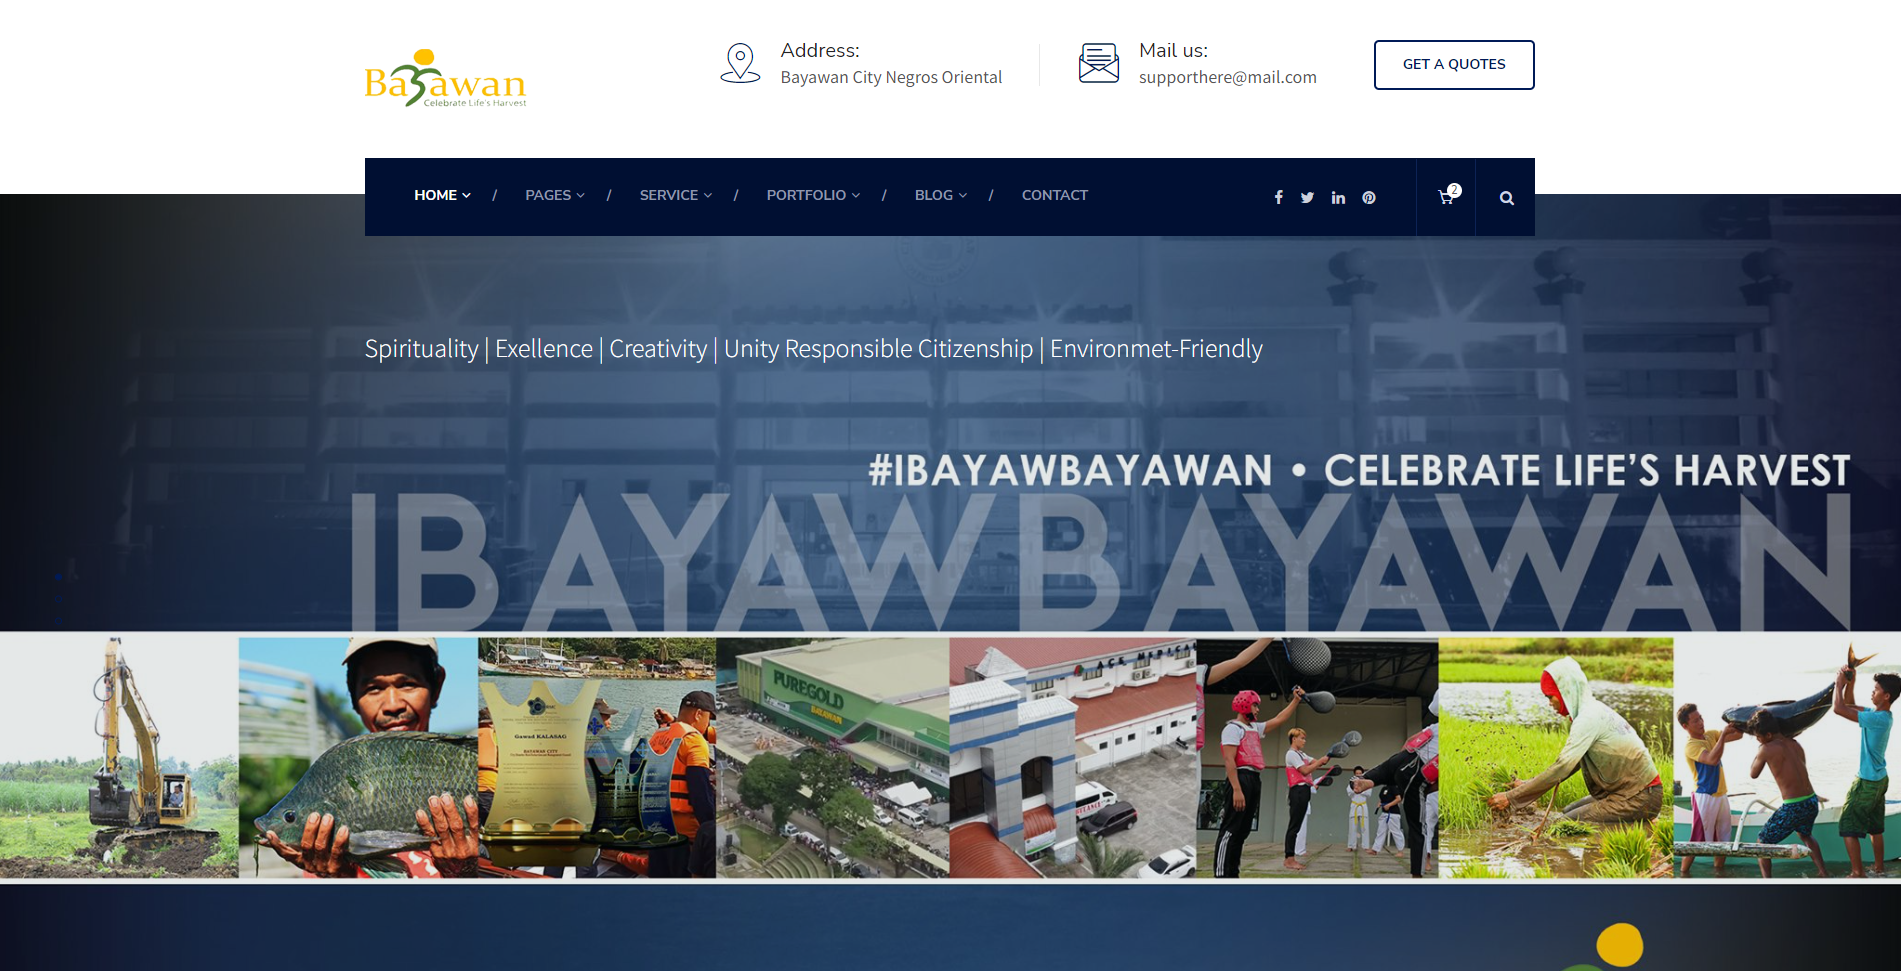 Bayawan
Celebrate Life's Harvest
Address:
Bayawan City Negros Oriental
Mail us:
supporthere@mail.com
GET A QUOTES
HOME / PAGES / SERVICE / PORTFOLIO / BLOG / CONTACT
2
Spirituality | Exellence | Creativity | Unity Responsible Citizenship | Environmet-Friendly
#IBAYAWBAYAWAN • CELEBRATE LIFE'S HARVEST
IBAYAWBAYAWAN
Gawad KALASAG
BAYAWAN CITY
PUREGOLD
BAYAWAN
ACE MEDICAL